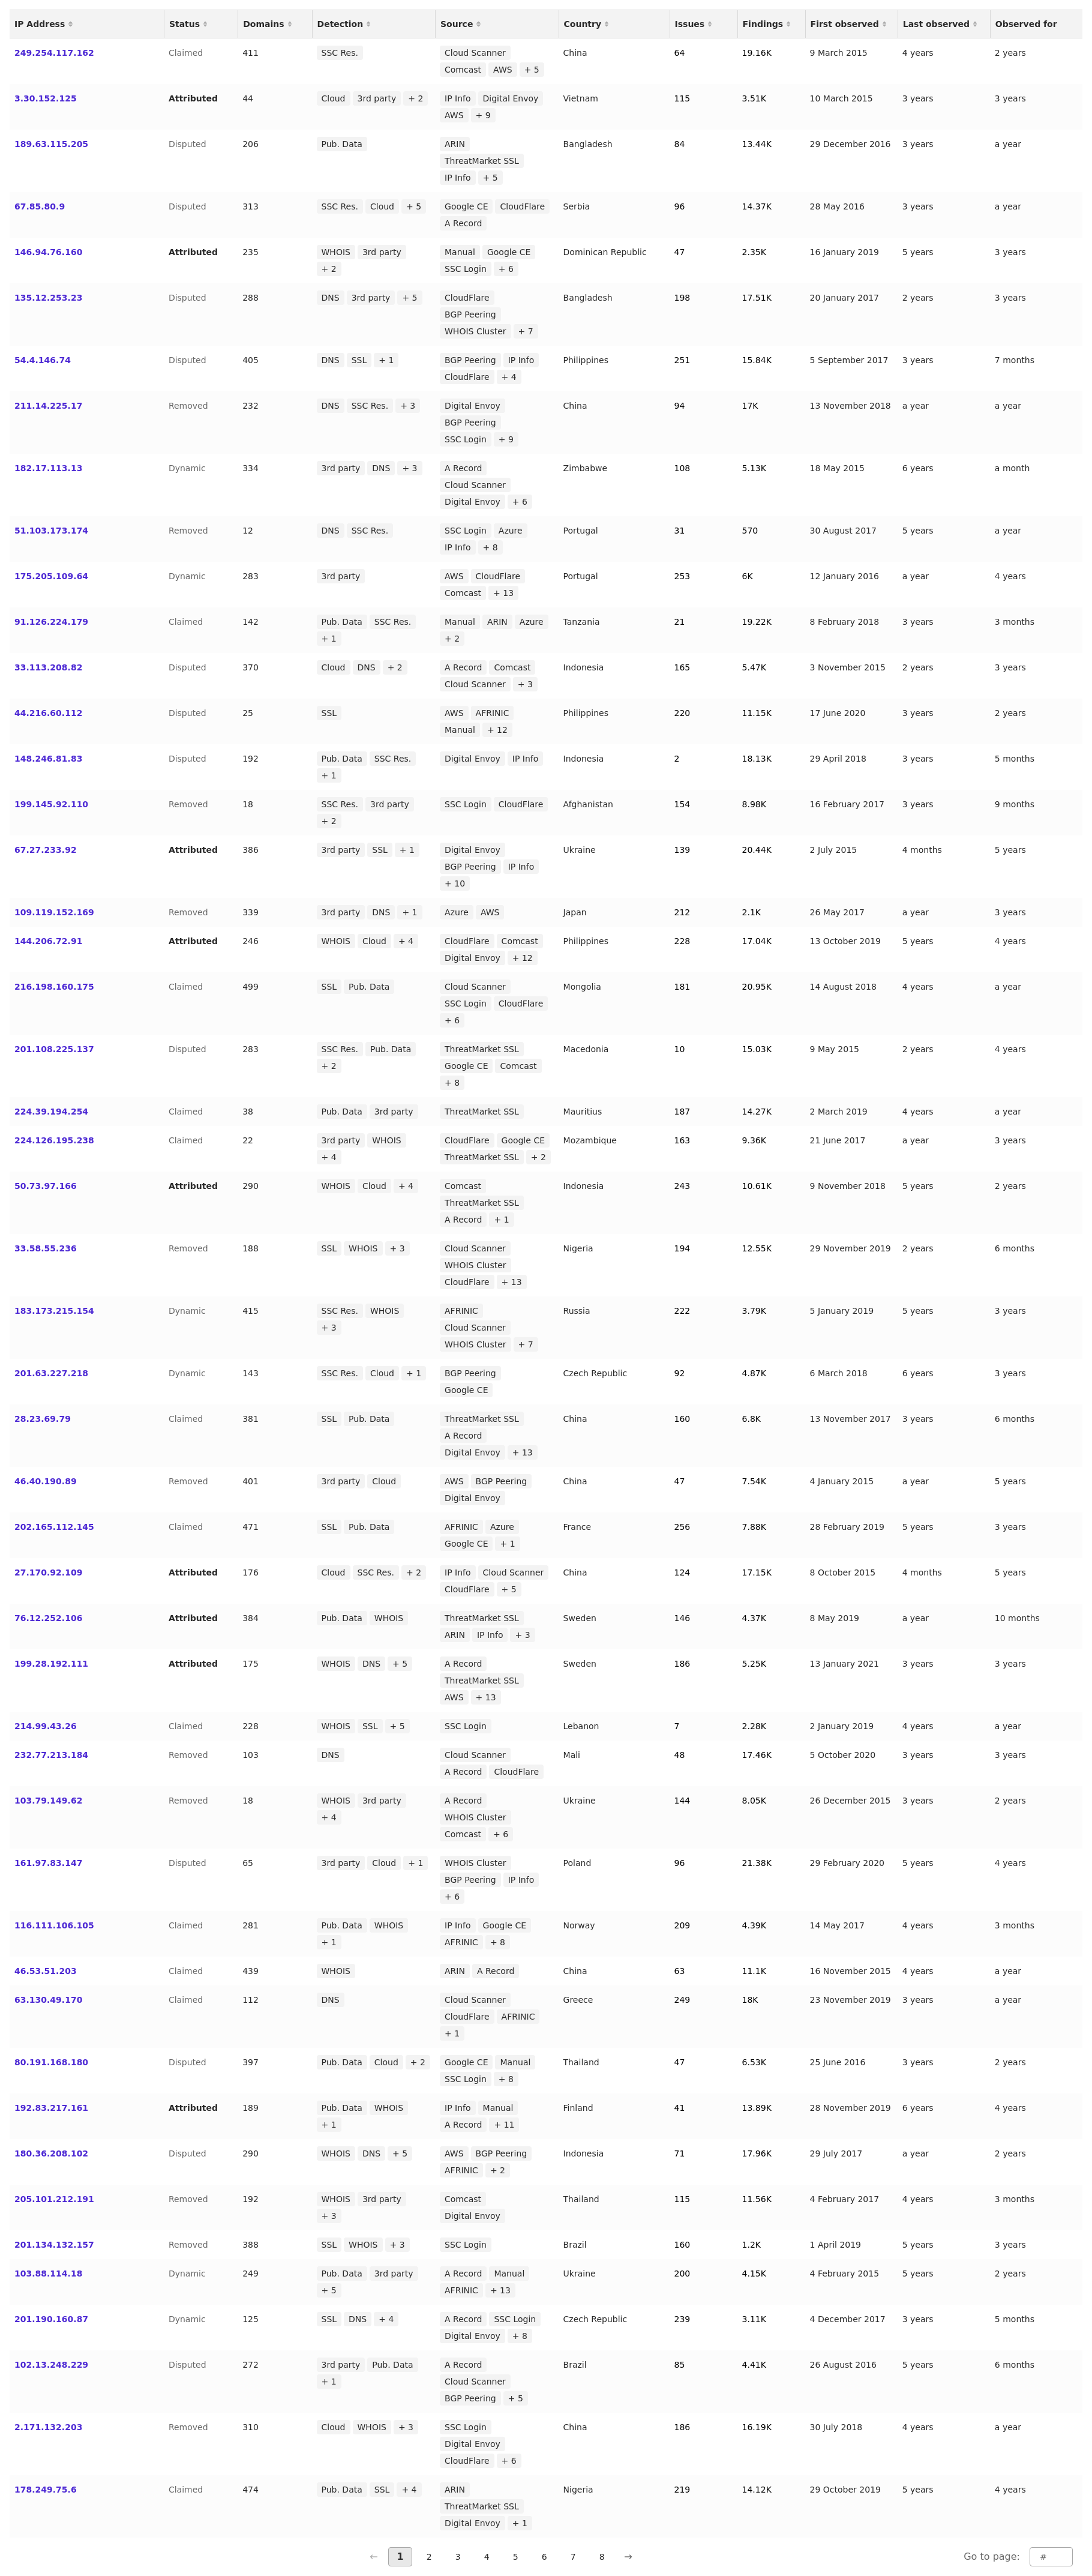 IP Address Status Domains Detection Source Country Issues Findings First observed Last observed Observed for
249.254.117.162 Claimed 411 SSC Res. Cloud Scanner China 64 19.16K 9 March 2015 4 years 2 years
Comcast AWS + 5
3.30.152.125 Attributed 44 Cloud 3rd party + 2 IP Info Digital Envoy Vietnam 115 3.51K 10 March 2015 3 years 3 years
AWS + 9
189.63.115.205 Disputed 206 Pub. Data ARIN Bangladesh 84 13.44K 29 December 2016 3 years a year
ThreatMarket SSL
IP Info + 5
67.85.80.9 Disputed 313 SSC Res. Cloud + 5 Google CE CloudFlare Serbia 96 14.37K 28 May 2016 3 years a year
A Record
146.94.76.160 Attributed 235 WHOIS 3rd party Manual Google CE Dominican Republic 47 2.35K 16 January 2019 5 years 3 years
+ 2 SSC Login + 6
135.12.253.23 Disputed 288 DNS 3rd party + 5 CloudFlare Bangladesh 198 17.51K 20 January 2017 2 years 3 years
BGP Peering
WHOIS Cluster + 7
54.4.146.74 Disputed 405 DNS SSL + 1 BGP Peering IP Info Philippines 251 15.84K 5 September 2017 3 years 7 months
CloudFlare + 4
211.14.225.17 Removed 232 DNS SSC Res. + 3 Digital Envoy China 94 17K 13 November 2018 a year a year
BGP Peering
SSC Login + 9
182.17.113.13 Dynamic 334 3rd party DNS + 3 A Record Zimbabwe 108 5.13K 18 May 2015 6 years a month
Cloud Scanner
Digital Envoy + 6
51.103.173.174 Removed 12 DNS SSC Res. SSC Login Azure Portugal 31 570 30 August 2017 5 years a year
IP Info + 8
175.205.109.64 Dynamic 283 3rd party AWS CloudFlare Portugal 253 6K 12 January 2016 a year 4 years
Comcast + 13
91.126.224.179 Claimed 142 Pub. Data SSC Res. Manual ARIN Azure Tanzania 21 19.22K 8 February 2018 3 years 3 months
+ 1 + 2
33.113.208.82 Disputed 370 Cloud DNS + 2 A Record Comcast Indonesia 165 5.47K 3 November 2015 2 years 3 years
Cloud Scanner + 3
44.216.60.112 Disputed 25 SSL AWS AFRINIC Philippines 220 11.15K 17 June 2020 3 years 2 years
Manual + 12
148.246.81.83 Disputed 192 Pub. Data SSC Res. Digital Envoy IP Info Indonesia 2 18.13K 29 April 2018 3 years 5 months
+ 1
199.145.92.110 Removed 18 SSC Res. 3rd party SSC Login CloudFlare Afghanistan 154 8.98K 16 February 2017 3 years 9 months
+ 2
67.27.233.92 Attributed 386 3rd party SSL + 1 Digital Envoy Ukraine 139 20.44K 2 July 2015 4 months 5 years
BGP Peering IP Info
+ 10
109.119.152.169 Removed 339 3rd party DNS + 1 Azure AWS Japan 212 2.1K 26 May 2017 a year 3 years
144.206.72.91 Attributed 246 WHOIS Cloud + 4 CloudFlare Comcast Philippines 228 17.04K 13 October 2019 5 years 4 years
Digital Envoy + 12
216.198.160.175 Claimed 499 SSL Pub. Data Cloud Scanner Mongolia 181 20.95K 14 August 2018 4 years a year
SSC Login CloudFlare
+ 6
201.108.225.137 Disputed 283 SSC Res. Pub. Data ThreatMarket SSL Macedonia 10 15.03K 9 May 2015 2 years 4 years
+ 2 Google CE Comcast
+ 8
224.39.194.254 Claimed 38 Pub. Data 3rd party ThreatMarket SSL Mauritius 187 14.27K 2 March 2019 4 years a year
224.126.195.238 Claimed 22 3rd party WHOIS CloudFlare Google CE Mozambique 163 9.36K 21 June 2017 a year 3 years
+ 4 ThreatMarket SSL + 2
50.73.97.166 Attributed 290 WHOIS Cloud + 4 Comcast Indonesia 243 10.61K 9 November 2018 5 years 2 years
ThreatMarket SSL
A Record + 1
33.58.55.236 Removed 188 SSL WHOIS + 3 Cloud Scanner Nigeria 194 12.55K 29 November 2019 2 years 6 months
WHOIS Cluster
CloudFlare + 13
183.173.215.154 Dynamic 415 SSC Res. WHOIS AFRINIC Russia 222 3.79K 5 January 2019 5 years 3 years
+ 3 Cloud Scanner
WHOIS Cluster + 7
201.63.227.218 Dynamic 143 SSC Res. Cloud + 1 BGP Peering Czech Republic 92 4.87K 6 March 2018 6 years 3 years
Google CE
28.23.69.79 Claimed 381 SSL Pub. Data ThreatMarket SSL China 160 6.8K 13 November 2017 3 years 6 months
A Record
Digital Envoy + 13
46.40.190.89 Removed 401 3rd party Cloud AWS BGP Peering China 47 7.54K 4 January 2015 a year 5 years
Digital Envoy
202.165.112.145 Claimed 471 SSL Pub. Data AFRINIC Azure France 256 7.88K 28 February 2019 5 years 3 years
Google CE + 1
27.170.92.109 Attributed 176 Cloud SSC Res. + 2 IP Info Cloud Scanner China 124 17.15K 8 October 2015 4 months 5 years
CloudFlare + 5
76.12.252.106 Attributed 384 Pub. Data WHOIS ThreatMarket SSL Sweden 146 4.37K 8 May 2019 a year 10 months
ARIN IP Info + 3
199.28.192.111 Attributed 175 WHOIS DNS + 5 A Record Sweden 186 5.25K 13 January 2021 3 years 3 years
ThreatMarket SSL
AWS + 13
214.99.43.26 Claimed 228 WHOIS SSL + 5 SSC Login Lebanon 7 2.28K 2 January 2019 4 years a year
232.77.213.184 Removed 103 DNS Cloud Scanner Mali 48 17.46K 5 October 2020 3 years 3 years
A Record CloudFlare
103.79.149.62 Removed 18 WHOIS 3rd party A Record Ukraine 144 8.05K 26 December 2015 3 years 2 years
+ 4 WHOIS Cluster
Comcast + 6
161.97.83.147 Disputed 65 3rd party Cloud + 1 WHOIS Cluster Poland 96 21.38K 29 February 2020 5 years 4 years
BGP Peering IP Info
+ 6
116.111.106.105 Claimed 281 Pub. Data WHOIS IP Info Google CE Norway 209 4.39K 14 May 2017 4 years 3 months
+ 1 AFRINIC + 8
46.53.51.203 Claimed 439 WHOIS ARIN A Record China 63 11.1K 16 November 2015 4 years a year
63.130.49.170 Claimed 112 DNS Cloud Scanner Greece 249 18K 23 November 2019 3 years a year
CloudFlare AFRINIC
+ 1
80.191.168.180 Disputed 397 Pub. Data Cloud + 2 Google CE Manual Thailand 47 6.53K 25 June 2016 3 years 2 years
SSC Login + 8
192.83.217.161 Attributed 189 Pub. Data WHOIS IP Info Manual Finland 41 13.89K 28 November 2019 6 years 4 years
+ 1 A Record + 11
180.36.208.102 Disputed 290 WHOIS DNS + 5 AWS BGP Peering Indonesia 71 17.96K 29 July 2017 a year 2 years
AFRINIC + 2
205.101.212.191 Removed 192 WHOIS 3rd party Comcast Thailand 115 11.56K 4 February 2017 4 years 3 months
+ 3 Digital Envoy
201.134.132.157 Removed 388 SSL WHOIS + 3 SSC Login Brazil 160 1.2K 1 April 2019 5 years 3 years
103.88.114.18 Dynamic 249 Pub. Data 3rd party A Record Manual Ukraine 200 4.15K 4 February 2015 5 years 2 years
+ 5 AFRINIC + 13
201.190.160.87 Dynamic 125 SSL DNS + 4 A Record SSC Login Czech Republic 239 3.11K 4 December 2017 3 years 5 months
Digital Envoy + 8
102.13.248.229 Disputed 272 3rd party Pub. Data A Record Brazil 85 4.41K 26 August 2016 5 years 6 months
+ 1 Cloud Scanner
BGP Peering + 5
2.171.132.203 Removed 310 Cloud WHOIS + 3 SSC Login China 186 16.19K 30 July 2018 4 years a year
Digital Envoy
CloudFlare + 6
178.249.75.6 Claimed 474 Pub. Data SSL + 4 ARIN Nigeria 219 14.12K 29 October 2019 5 years 4 years
ThreatMarket SSL
Digital Envoy + 1
← 1 2 3 4 5 6 7 8 → Go to page: #